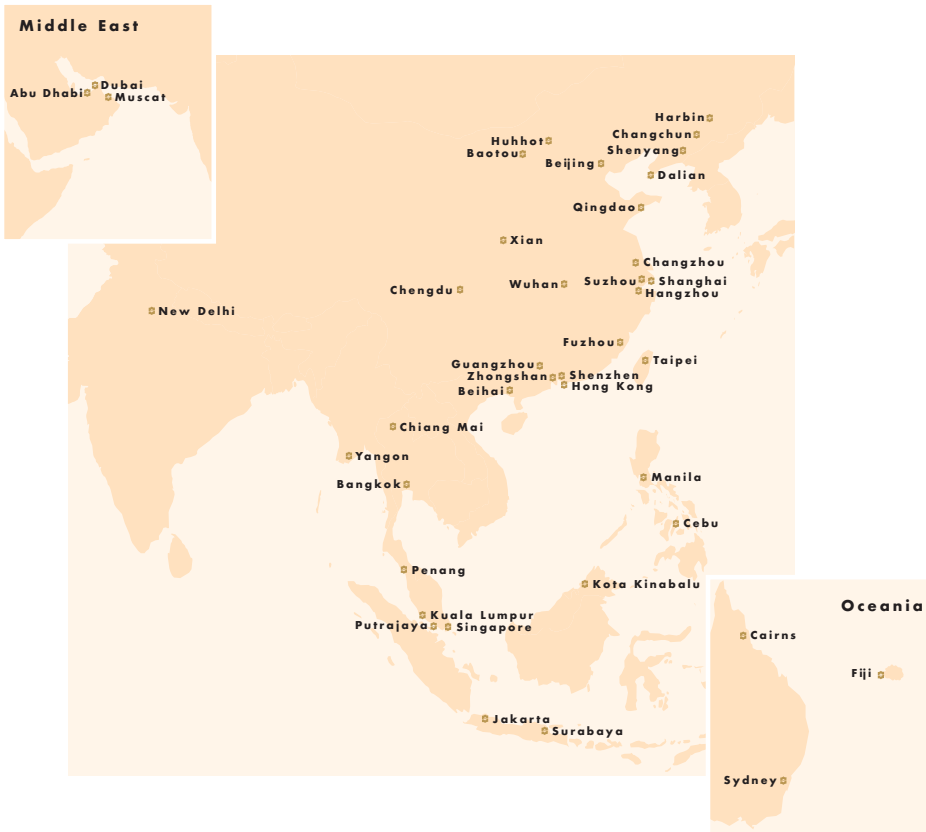 Middle East
Dubai
Abu Dhabi
Muscat
Harbin
Changchun
Huhhot
Shenyang
Baotou
Beijing
Dalian
Qingdao
Xian
Changzhou
Suzhou
Shanghai
Wuhan
Chengdu
Hangzhou
New Delhi
Fuzhou
Taipei
Guangzhou
Zhongshan
Shenzhen
Hong Kong
Beihai
Chiang Mai
Yangon
Manila
Bangkok
Cebu
Penang
Kota Kinabalu
Oceania
Kuala Lumpur
Putrajaya
Singapore
Cairns
Fiji
Jakarta
Surabaya
Sydney